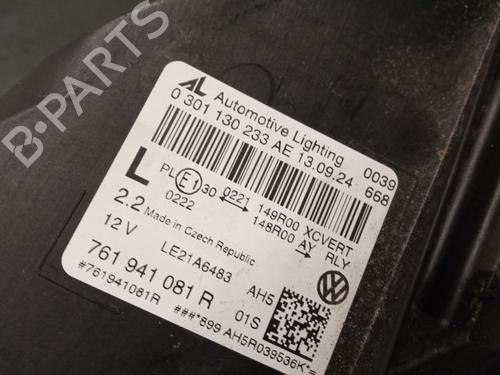 B-PARTS
AL Automotive Lighting
0 301 130 233 AE 13.09.24 0039
668
L PL E1 30 0221 149R00 XCVERT
0222 148R00 AY RLY
2.2 Made in Czech Republic
12 V LE21A6483
761 941 081 R AH5
#761941081R 01S
###*899 AH5R039536K*=